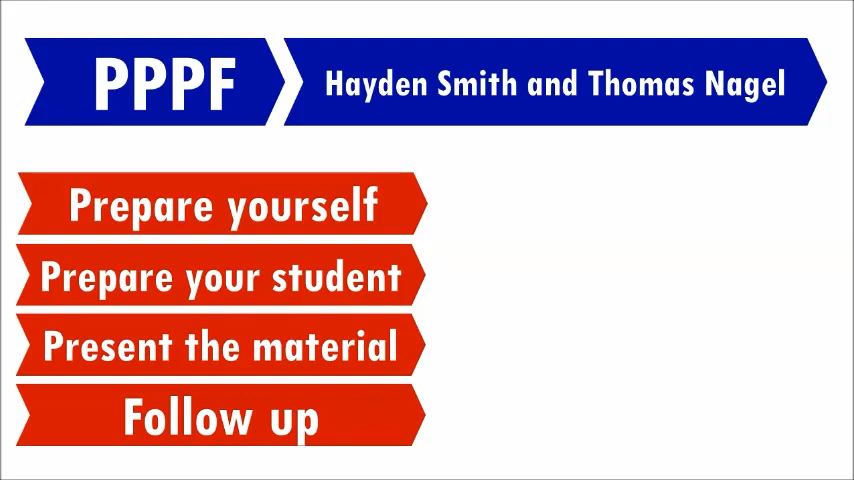 PPPF
Hayden Smith and Thomas Nagel
Prepare yourself
Prepare your student
Present the material
Follow up